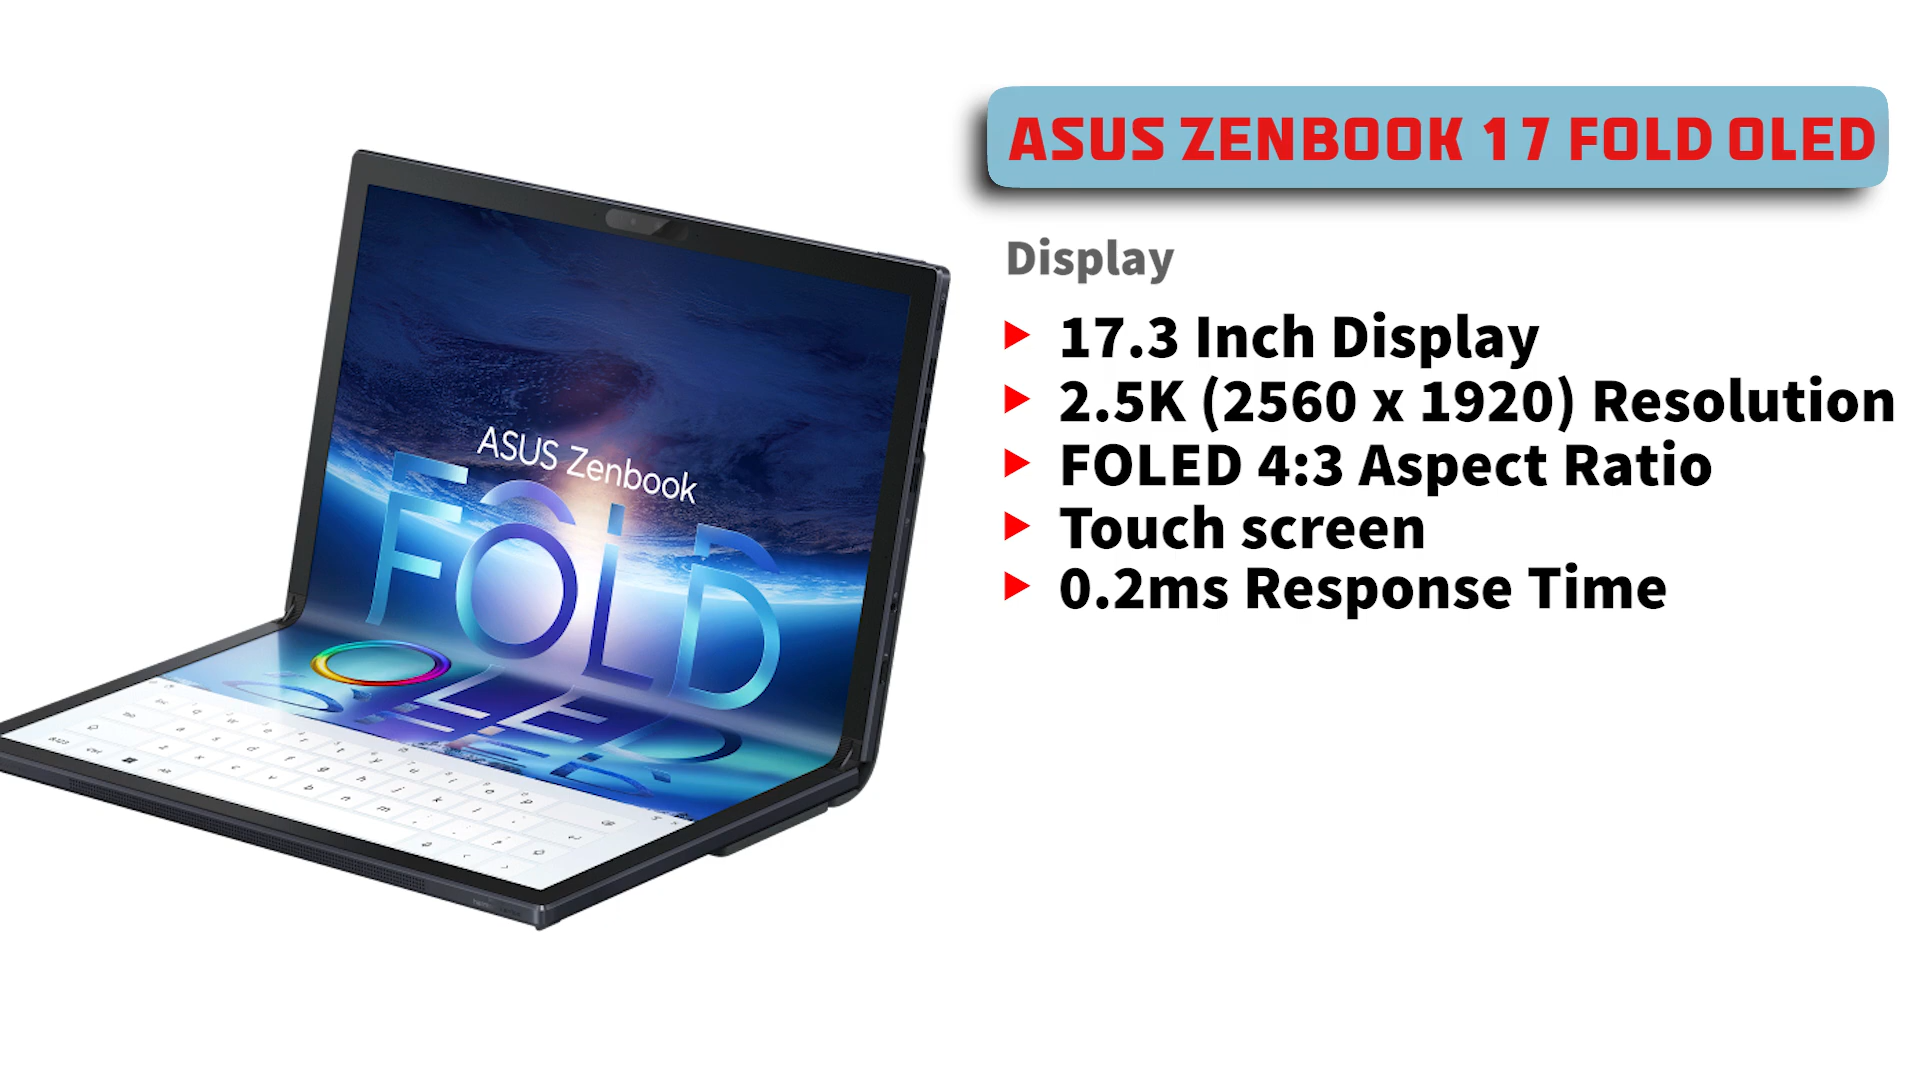 ASUS ZENBOOK 17 FOLD OLED
Display
17.3 Inch Display
2.5K (2560 x 1920) Resolution
FOLED 4:3 Aspect Ratio
Touch screen
0.2ms Response Time
ASUS Zenbook
FOLD
OLED